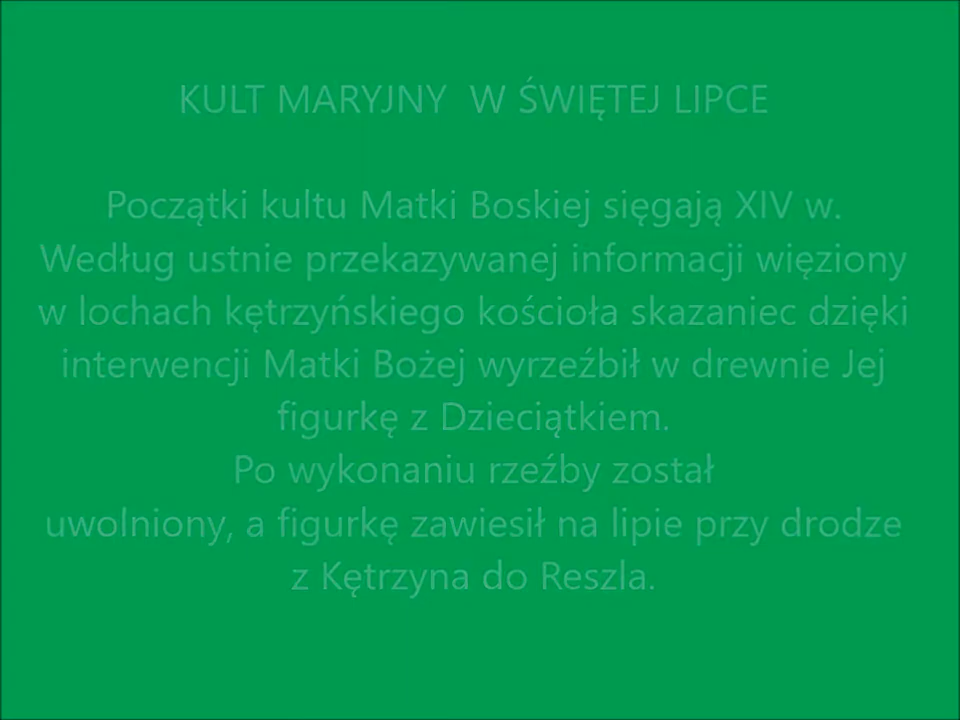 KULT MARYJNY W ŚWIĘTEJ LIPCE
Początki kultu Matki Boskiej sięgają XIV w.
Według ustnie przekazywanej informacji więziony
w lochach kętrzyńskiego kościoła skazaniec dzięki
interwencji Matki Bożej wyrzeźbił w drewnie Jej
figurkę z Dzieciątkiem.
Po wykonaniu rzeźby został
uwolniony, a figurkę zawiesił na lipie przy drodze
z Kętrzyna do Reszla.